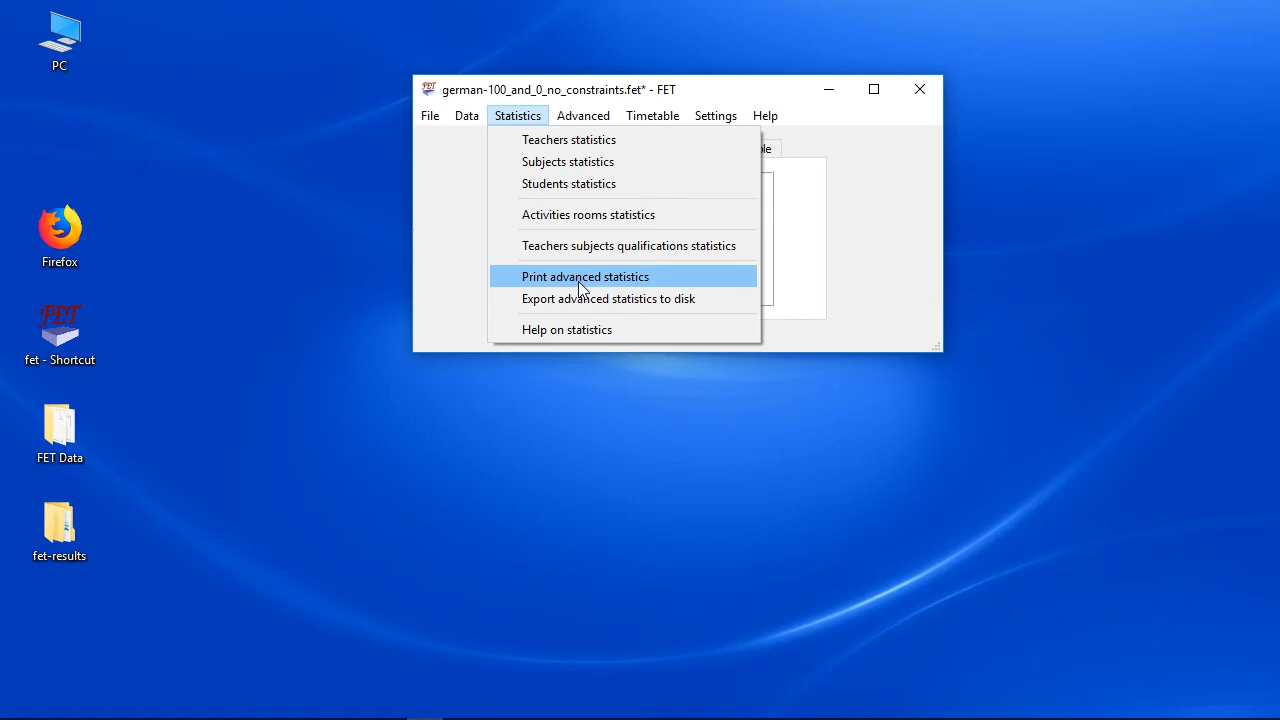 PC
Firefox
FET
fet - Shortcut
FET Data
fet-results
FET
german-100_and_0_no_constraints.fet* - FET
File Data Statistics Advanced Timetable Settings Help
Teachers statistics
Subjects statistics
Students statistics
Activities rooms statistics
Teachers subjects qualifications statistics
Print advanced statistics
Export advanced statistics to disk
Help on statistics